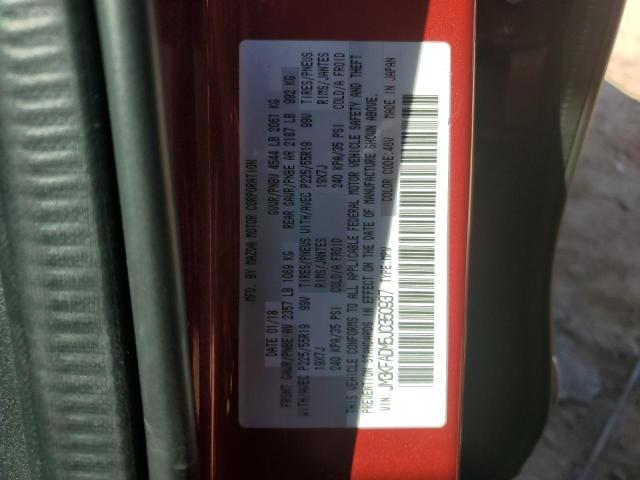 MFD. BY MAZDA MOTOR CORPORATION
DATE 01/18 GVWR/PNBV 4544 LB 2061 KG
FRONT GAWR/PNBE AV 2357 LB 1069 KG REAR GAWR/PNBE AR 2187 LB 992 KG
WITH/AVEC P225/55R19 99V TIRES/PNEUS WITH/AVEC P225/55R19 99V TIRES/PNEUS
19X7J RIMS/JANTES 19X7J RIMS/JANTES
240 KPA/35 PSI COLD/A FROID 240 KPA/35 PSI COLD/A FROID
THIS VEHICLE CONFORMS TO ALL APPLICABLE FEDERAL MOTOR VEHICLE SAFETY AND THEFT
PREVENTION STANDARDS IN EFFECT ON THE DATE OF MANUFACTURE SHOWN ABOVE.
VIN: JM3KFADM5J0360937 TYPE:MPV COLOR CODE:46V MADE IN JAPAN